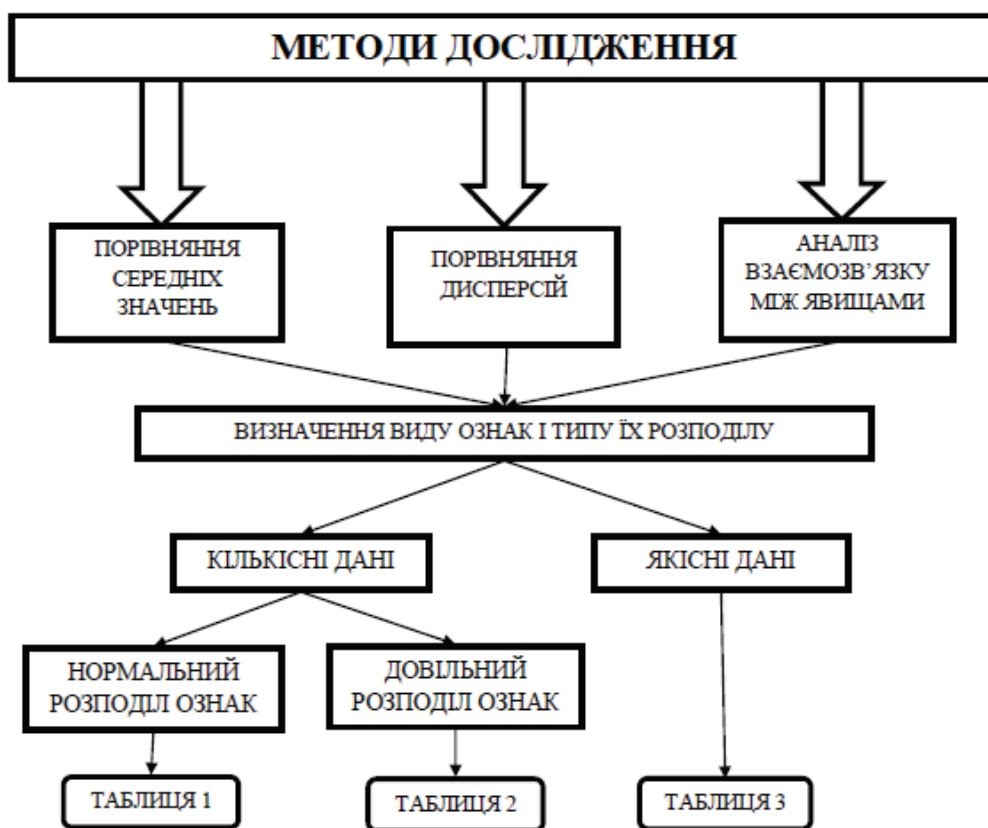 МЕТОДИ ДОСЛІДЖЕННЯ
ПОРІВНЯННЯ
СЕРЕДНІХ
ЗНАЧЕНЬ
ПОРІВНЯННЯ
ДИСПЕРСІЙ
АНАЛІЗ
ВЗАЄМОЗВ’ЯЗКУ
МІЖ ЯВИЩАМИ
ВИЗНАЧЕННЯ ВИДУ ОЗНАК І ТИПУ ЇХ РОЗПОДІЛУ
КІЛЬКІСНІ ДАНІ
ЯКІСНІ ДАНІ
НОРМАЛЬНИЙ
РОЗПОДІЛ ОЗНАК
ДОВІЛЬНИЙ
РОЗПОДІЛ ОЗНАК
ТАБЛИЦЯ 1
ТАБЛИЦЯ 2
ТАБЛИЦЯ 3